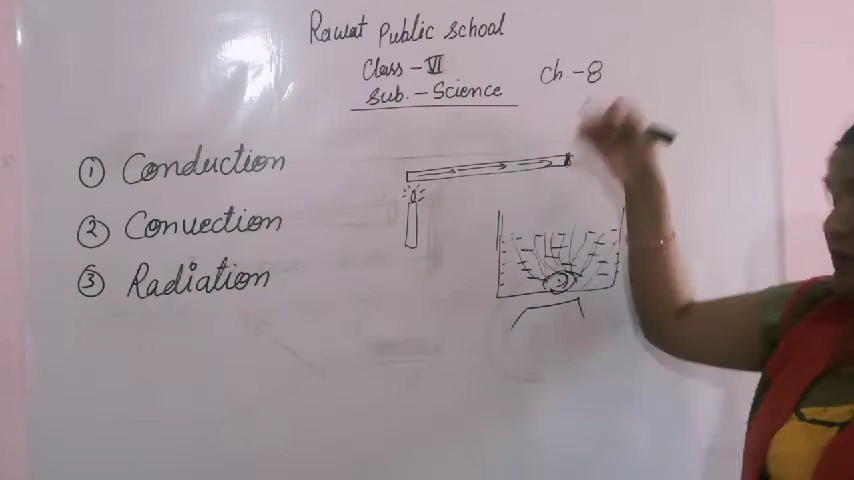 Rawat Public School
Class - VI
Ch. - 8
Sub. - Science
① Conduction
② Convection
③ Radiation